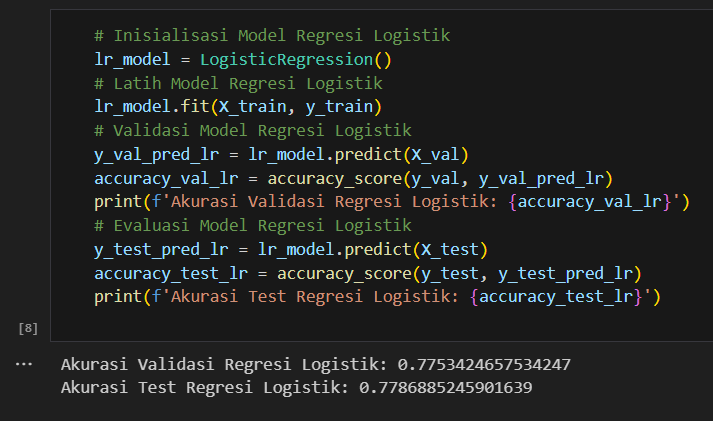 # Inisialisasi Model Regresi Logistik
lr_model = LogisticRegression()
# Latih Model Regresi Logistik
lr_model.fit(X_train, y_train)
# Validasi Model Regresi Logistik
y_val_pred_lr = lr_model.predict(X_val)
accuracy_val_lr = accuracy_score(y_val, y_val_pred_lr)
print(f'Akurasi Validasi Regresi Logistik: {accuracy_val_lr}')
# Evaluasi Model Regresi Logistik
y_test_pred_lr = lr_model.predict(X_test)
accuracy_test_lr = accuracy_score(y_test, y_test_pred_lr)
print(f'Akurasi Test Regresi Logistik: {accuracy_test_lr}')
[8]
... Akurasi Validasi Regresi Logistik: 0.7753424657534247
Akurasi Test Regresi Logistik: 0.7786885245901639